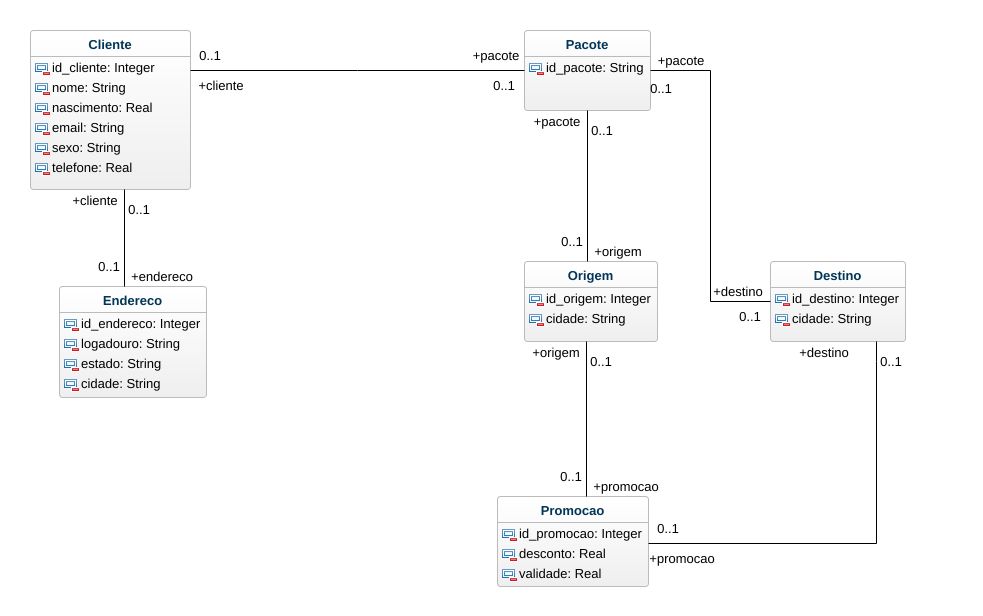 Cliente
id_cliente: Integer
nome: String
nascimento: Real
email: String
sexo: String
telefone: Real
0..1
+cliente
+pacote
0..1
Pacote
id_pacote: String
+pacote
0..1
+pacote
0..1
+cliente
0..1
0..1
+endereco
Endereco
id_endereco: Integer
logadouro: String
estado: String
cidade: String
0..1
+origem
Origem
id_origem: Integer
cidade: String
+destino
0..1
Destino
id_destino: Integer
cidade: String
+origem
0..1
+destino
0..1
0..1
+promocao
Promocao
id_promocao: Integer
desconto: Real
validade: Real
0..1
+promocao